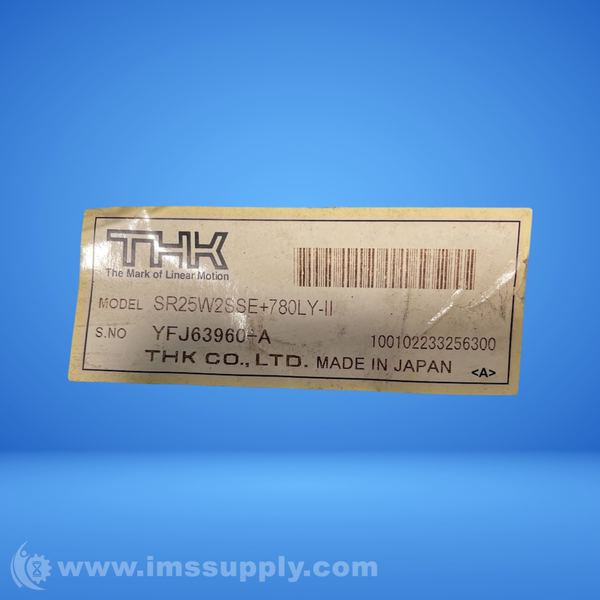 THK
The Mark of Linear Motion
MODEL SR25W2SSE+780LY-II
S.NO YFJ63960-A
100102233256300
THK CO.,LTD. MADE IN JAPAN
<A>
www.imssupply.com